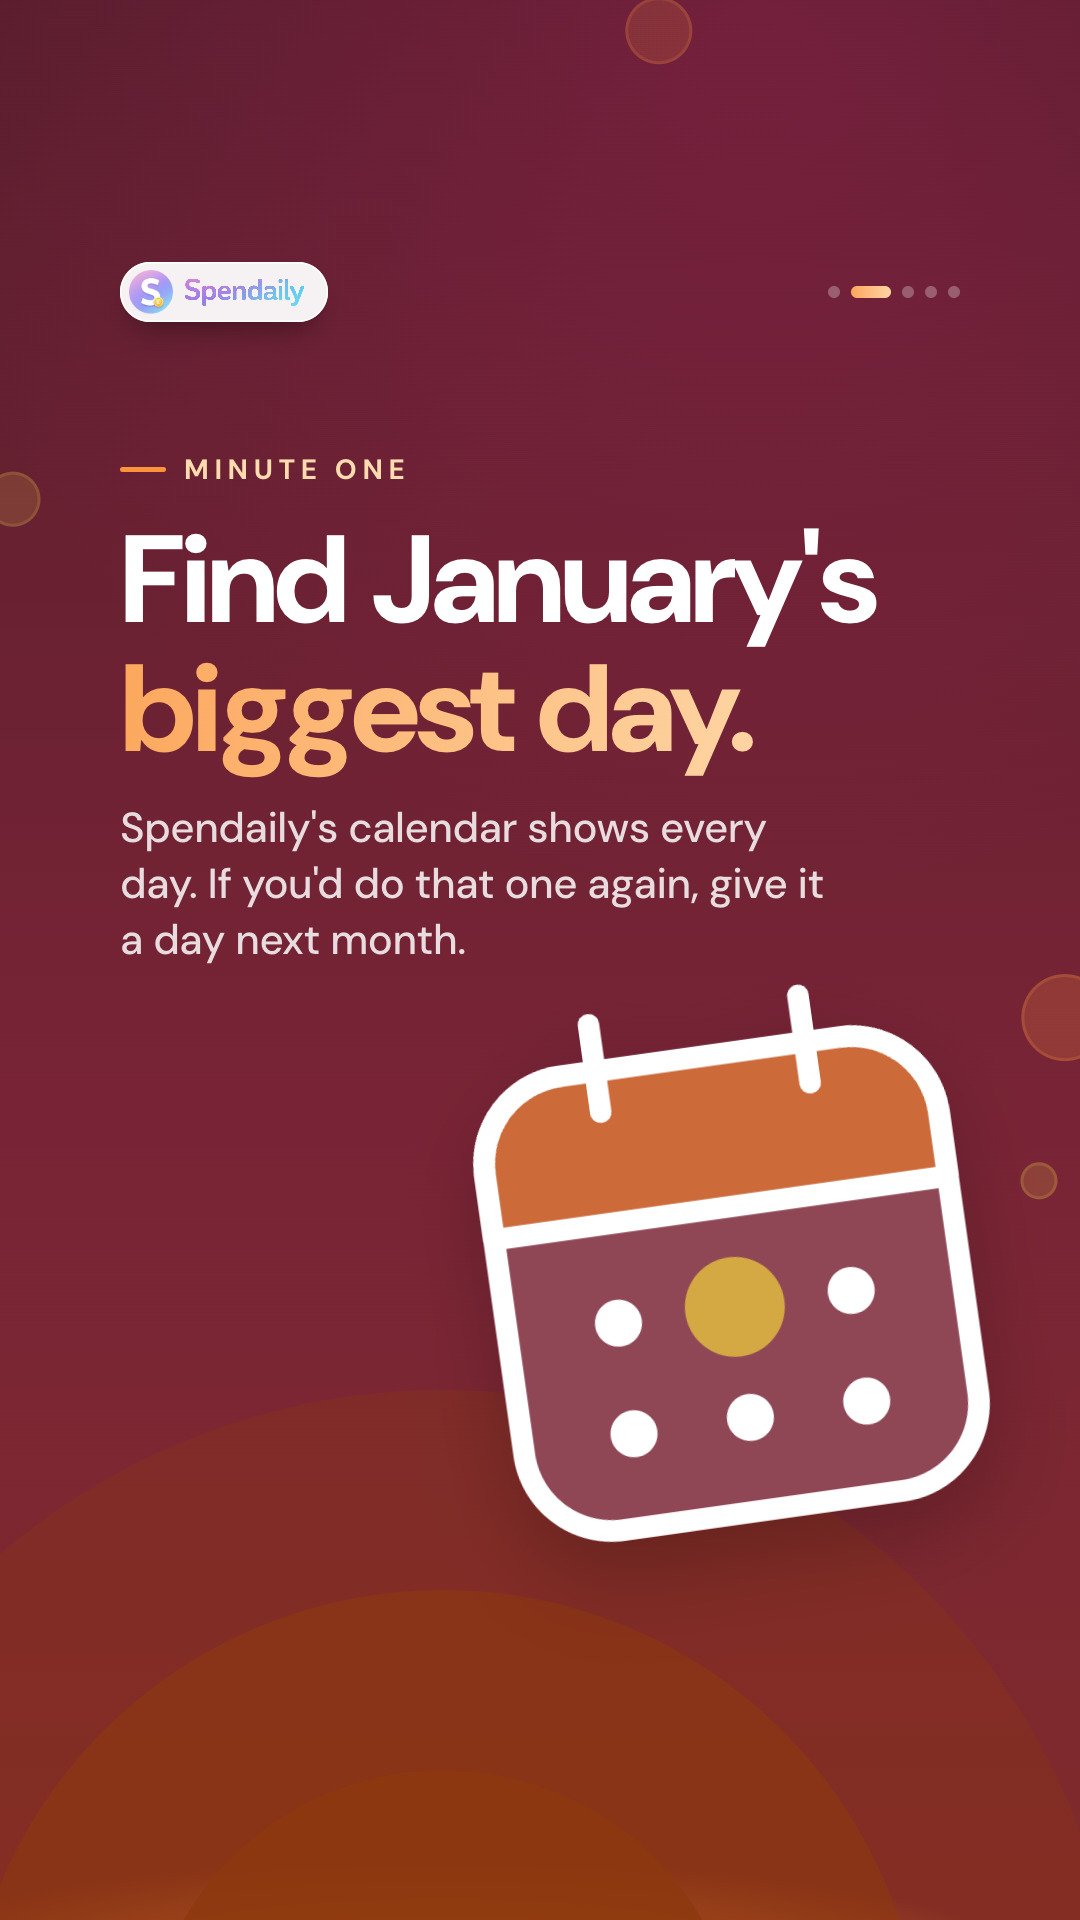 Spendaily
MINUTE ONE
Find January's
biggest day.
Spendaily's calendar shows every
day. If you'd do that one again, give it
a day next month.